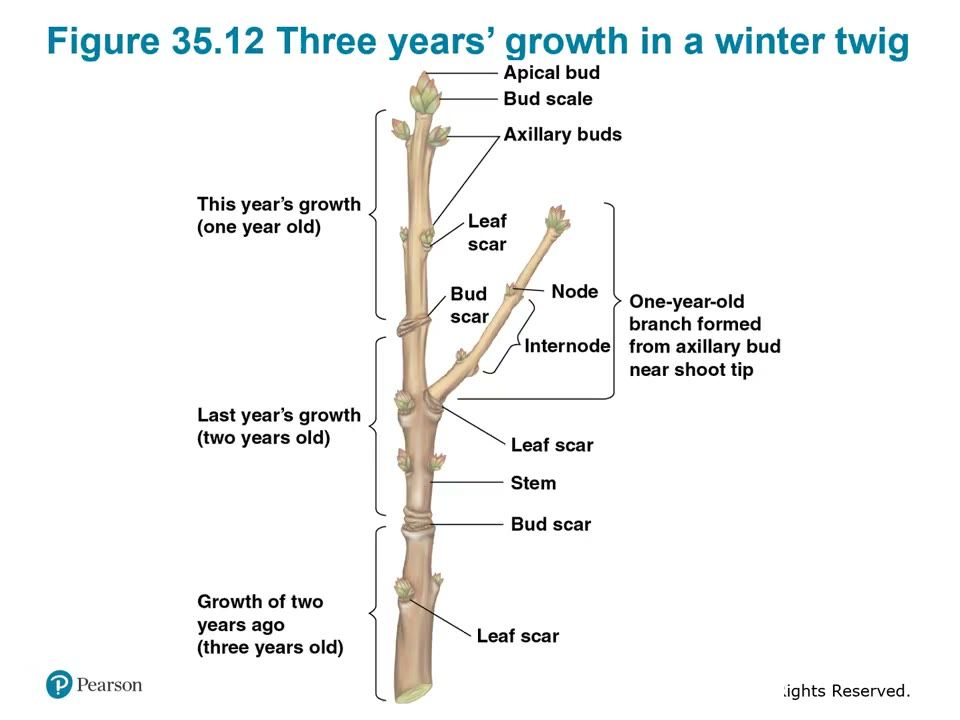 Figure 35.12 Three years’ growth in a winter twig
Apical bud
Bud scale
Axillary buds
This year’s growth
(one year old)
Leaf
scar
Bud
scar
Node
Internode
One-year-old
branch formed
from axillary bud
near shoot tip
Last year’s growth
(two years old)
Leaf scar
Stem
Bud scar
Growth of two
years ago
(three years old)
Leaf scar
P Pearson
Reserved.